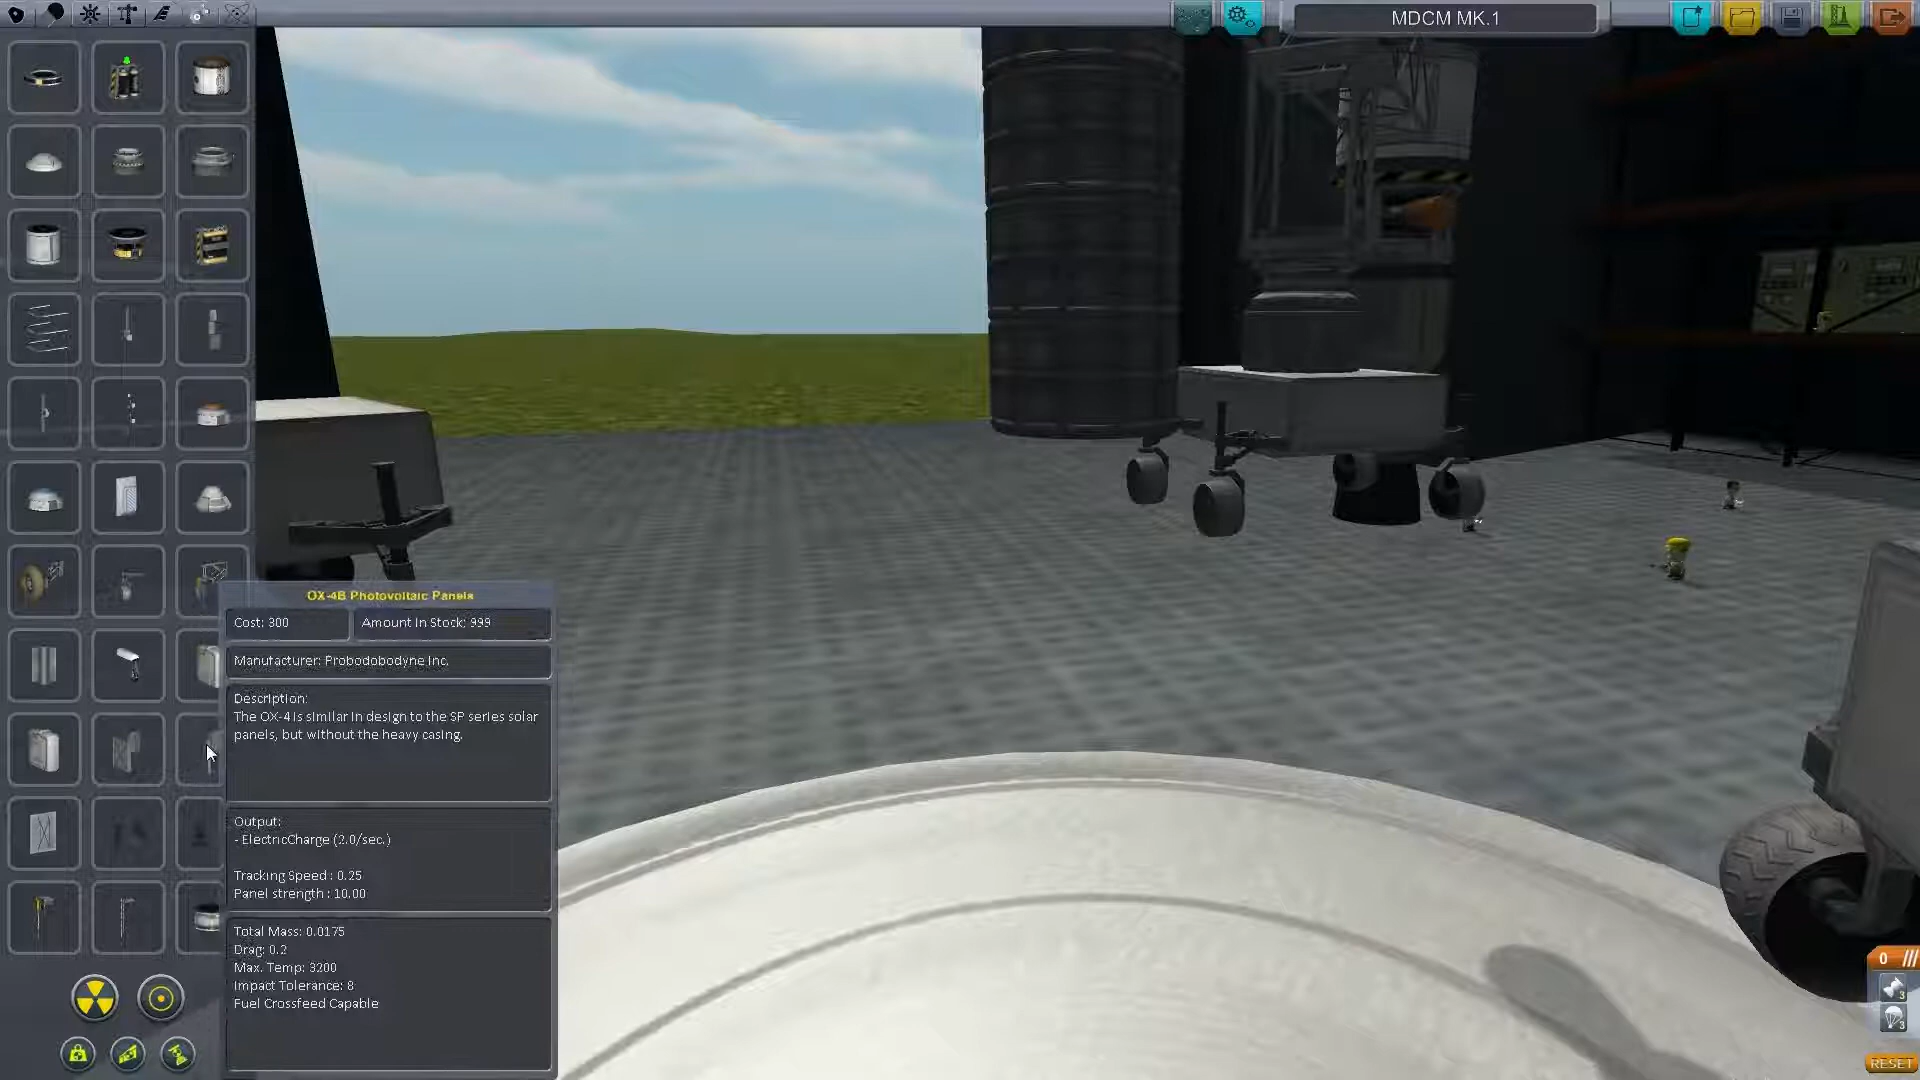 MDCM MK.1
OX-4B Photovoltaic Panels
Cost: 300
Amount In Stock: 999
Manufacturer: Probodobodyne Inc.
Description:
The OX-4 is similar in design to the SP series solar
panels, but without the heavy casing.
Output:
- ElectricCharge (2.0/sec.)
Tracking Speed : 0.25
Panel strength : 10.00
Total Mass: 0.0175
Drag: 0.2
Max. Temp: 3200
Impact Tolerance: 8
Fuel Crossfeed Capable
0
3
3
RESET